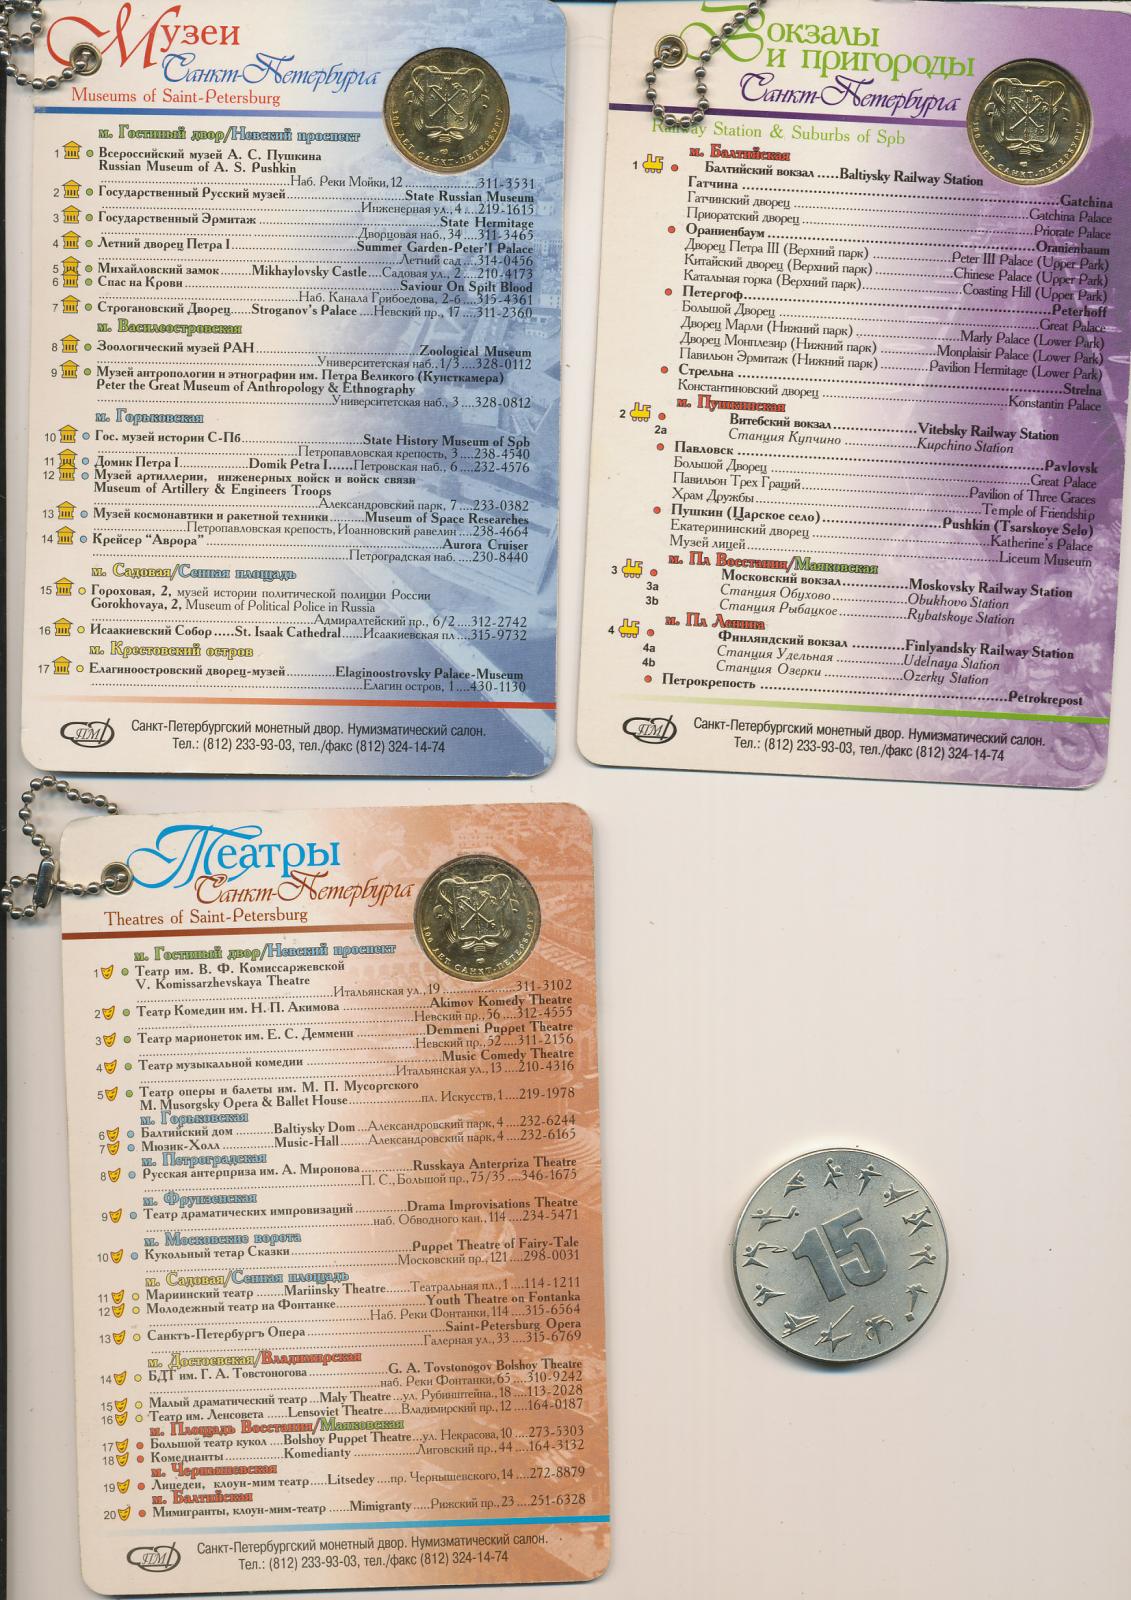 Музеи
Санкт-Петербурга
Museums of Saint-Petersburg
м. Гостиный двор/Невский проспект
1 Всероссийский музей А. С. Пушкина
Russian Museum of A. S. Pushkin
Наб. Реки Мойки, 12 ... 311-3531
2 Государственный Русский музей ... State Russian Museum
Инженерная ул., 4 ... 219-1615
3 Государственный Эрмитаж ... State Hermitage
Дворцовая наб., 34 ... 311-3465
4 Летний дворец Петра I ... Summer Garden-Peter'I Palace
Летний сад ... 314-0456
5 Михайловский замок ... Mikhaylovsky Castle ... Садовая ул., 2 ... 210-4173
6 Спас на Крови ... Saviour On Spilt Blood
Наб. Канала Грибоедова, 2-б ... 315-4361
7 Строгановский Дворец ... Stroganov's Palace ... Невский пр., 17 ... 311-2360
м. Василеостровская
8 Зоологический музей РАН ... Zoological Museum
Университетская наб., 1/3 ... 328-0112
9 Музей антропологии и этнографии им. Петра Великого (Кунсткамера)
Peter the Great Museum of Anthropology & Ethnography
Университетская наб., 3 ... 328-0812
м. Горьковская
10 Гос. музей истории С-Пб ... State History Museum of Spb
Петропавловская крепость, 3 ... 238-4540
11 Домик Петра I ... Domik Petra I ... Петровская наб., 6 ... 232-4576
12 Музей артиллерии, инженерных войск и войск связи
Museum of Artillery & Engineers Troops
Александровский парк, 7 ... 233-0382
13 Музей космонавтики и ракетной техники ... Museum of Space Researches
Петропавловская крепость, Иоанновский равелин ... 238-4664
14 Крейсер "Аврора" ... Aurora Cruiser
Петроградская наб. ... 230-8440
м. Садовая/Сенная площадь
15 Гороховая, 2, музей истории политической полиции России
Gorokhovaya, 2, Museum of Political Police in Russia
Адмиралтейский пр., 6/2 ... 312-2742
16 Исаакиевский Собор ... St. Isaak Cathedral ... Исаакиевская пл ... 315-9732
м. Крестовский остров
17 Елагиноостровский дворец-музей ... Elaginoostrovsky Palace-Museum
Елагин остров, 1 ... 430-1130
СПМД
Санкт-Петербургский монетный двор. Нумизматический салон.
Тел.: (812) 233-93-03, тел./факс (812) 324-14-74
300 ЛЕТ САНКТ-ПЕТЕРБУРГУ
Вокзалы
и пригороды
Санкт-Петербурга
Railway Station & Suburbs of Spb
м. Балтийская
1 Балтийский вокзал ... Baltiysky Railway Station
Гатчина ... Gatchina
Гатчинский дворец ... Gatchina Palace
Приоратский дворец ... Priorate Palace
Ораниенбаум ... Oranienbaum
Дворец Петра III (Верхний парк) ... Peter III Palace (Upper Park)
Китайский дворец (Верхний парк) ... Chinese Palace (Upper Park)
Катальная горка (Верхний парк) ... Coasting Hill (Upper Park)
Петергоф ... Peterhoff
Большой Дворец ... Great Palace
Дворец Марли (Нижний парк) ... Marly Palace (Lower Park)
Дворец Монплезир (Нижний парк) ... Monplaisir Palace (Lower Park)
Павильон Эрмитаж (Нижний парк) ... Pavilion Hermitage (Lower Park)
Стрельна ... Strelna
Константиновский дворец ... Konstantin Palace
м. Пушкинская
2 Витебский вокзал ... Vitebsky Railway Station
2a Станция Купчино ... Kupchino Station
Павловск ... Pavlovsk
Большой Дворец ... Great Palace
Павильон Трех Граций ... Pavilion of Three Graces
Храм Дружбы ... Temple of Friendship
Пушкин (Царское село) ... Pushkin (Tsarskoye Selo)
Екатерининский дворец ... Katherine's Palace
Музей лицей ... Liceum Museum
м. Пл Восстания/Маяковская
3 Московский вокзал ... Moskovsky Railway Station
3a Станция Обухово ... Obukhovo Station
3b Станция Рыбацкое ... Rybatskoye Station
м. Пл Ленина
4 Финляндский вокзал ... Finlyandsky Railway Station
4a Станция Удельная ... Udelnaya Station
4b Станция Озерки ... Ozerky Station
Петрокрепость ... Petrokrepost
СПМД
Санкт-Петербургский монетный двор. Нумизматический салон.
Тел.: (812) 233-93-03, тел./факс (812) 324-14-74
300 ЛЕТ САНКТ-ПЕТЕРБУРГУ
Театры
Санкт-Петербурга
Theatres of Saint-Petersburg
м. Гостиный двор/Невский проспект
1 Театр им. В. Ф. Комиссаржевской
V. Komissarzhevskaya Theatre
Итальянская ул., 19 ... 311-3102
2 Театр Комедии им. Н. П. Акимова ... Akimov Komedy Theatre
Невский пр., 56 ... 312-4555
3 Театр марионеток им. Е. С. Деммени ... Demmeni Puppet Theatre
Невский пр., 52 ... 311-2156
4 Театр музыкальной комедии ... Music Comedy Theatre
Итальянская ул., 13 ... 210-4316
5 Театр оперы и балеты им. М. П. Мусоргского
M. Musorgsky Opera & Ballet House ... пл. Искусств, 1 ... 219-1978
м. Горьковская
6 Балтийский дом ... Baltiysky Dom ... Александровский парк, 4 ... 232-6244
7 Мюзик-Холл ... Music-Hall ... Александровский парк, 4 ... 232-6165
м. Петроградская
8 Русская антерприза им. А. Миронова ... Russkaya Anterpriza Theatre
П. С., Большой пр., 75/35 ... 346-1675
м. Фрунзенская
9 Театр драматических импровизаций ... Drama Improvisations Theatre
наб. Обводного кан., 114 ... 234-5471
м. Московские ворота
10 Кукольный тетар Сказки ... Puppet Theatre of Fairy-Tale
Московский пр., 121 ... 298-0031
м. Садовая/Сенная площадь
11 Мариинский театр ... Mariinsky Theatre ... Театральная пл., 1 ... 114-1211
12 Молодежный театр на Фонтанке ... Youth Theatre on Fontanka
Наб. Реки Фонтанки, 114 ... 315-6564
13 Санктъ-Петербургъ Опера ... Saint-Petersburg Opera
Галерная ул., 33 ... 315-6769
м. Достоевская/Владимирская
14 БДТ им. Г. А. Товстоногова ... G. A. Tovstonogov Bolshoy Theatre
наб. Реки Фонтанки, 65 ... 310-9242
15 Малый драматический театр ... Maly Theatre ... ул. Рубинштейна., 18 ... 113-2028
16 Театр им. Ленсовета ... Lensoviet Theatre ... Владимирский пр., 12 ... 164-0187
м. Площадь Восстания/Маяковская
17 Большой театр кукол ... Bolshoy Puppet Theatre ... ул. Некрасова, 10 ... 273-5303
18 Комедианты ... Komedianty ... Лиговский пр., 44 ... 164-3132
м. Чернышевская
19 Лицедеи, клоун-мим театр ... Litsedey ... пр. Чернышевского, 14 ... 272-8879
м. Балтийская
20 Мимигранты, клоун-мим-театр ... Mimigranty ... Рижский пр., 23 ... 251-6328
СПМД
Санкт-Петербургский монетный двор. Нумизматический салон.
Тел.: (812) 233-93-03, тел./факс (812) 324-14-74
300 ЛЕТ САНКТ-ПЕТЕРБУРГУ
15